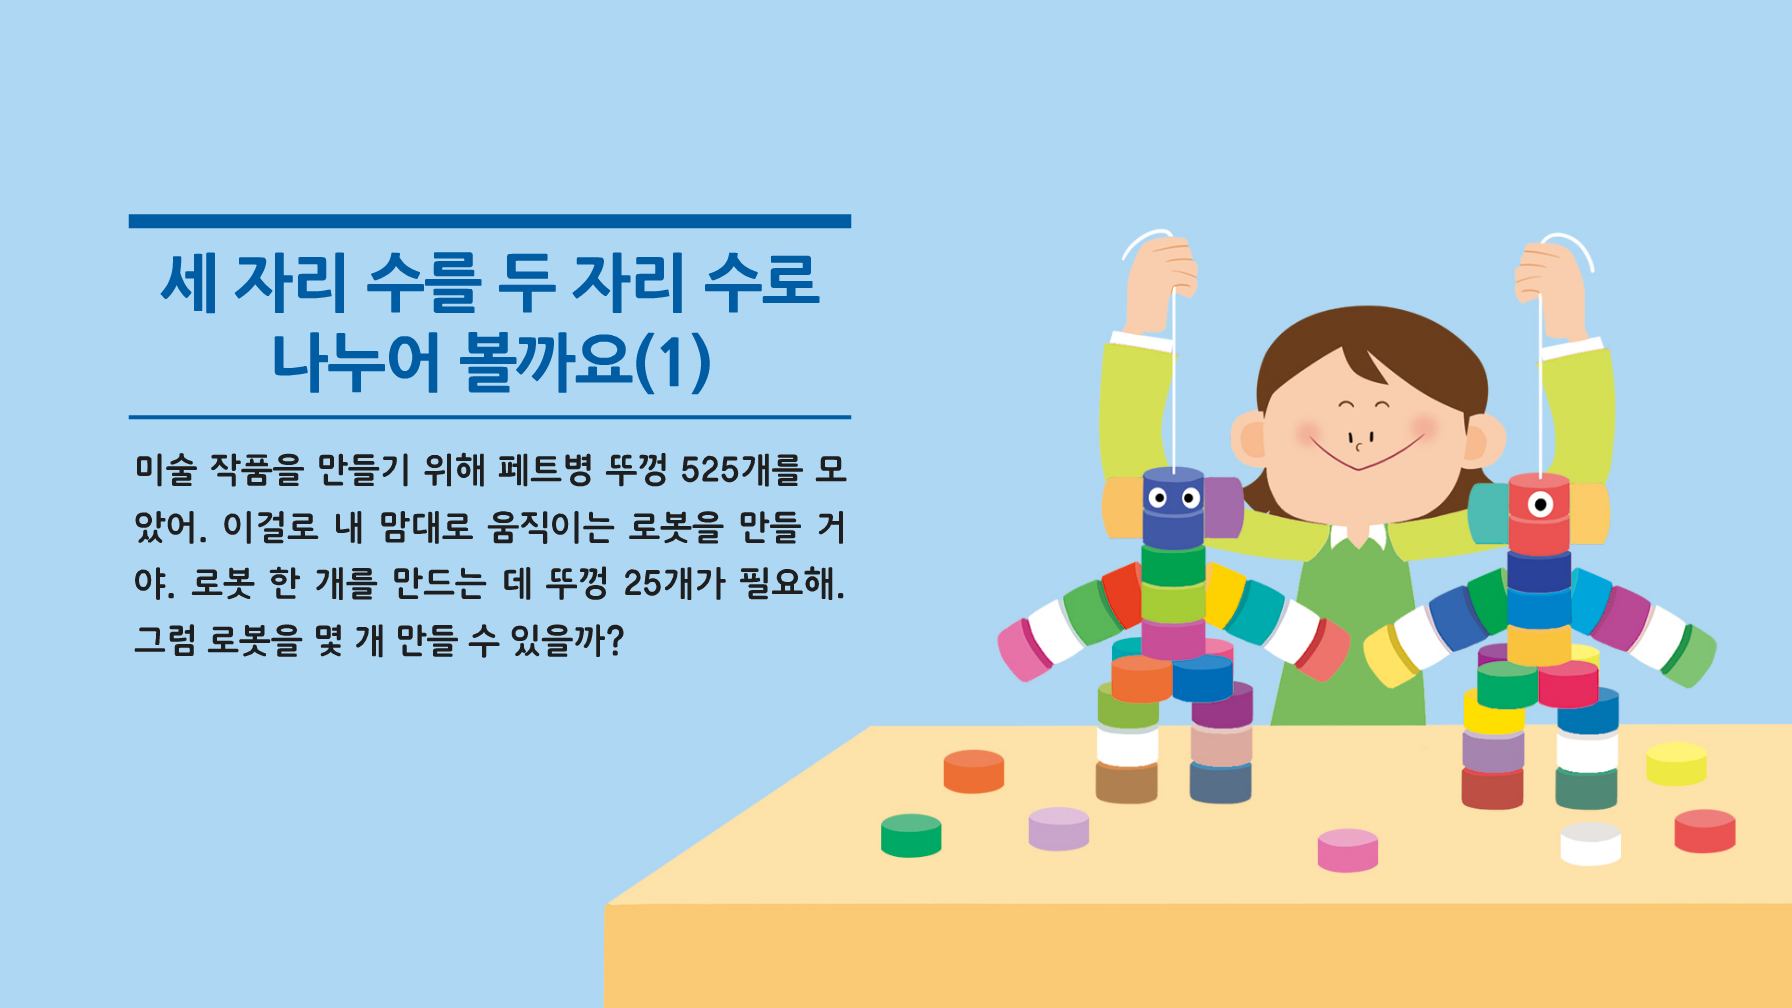 세 자리 수를 두 자리 수로
나누어 볼까요(1)
미술 작품을 만들기 위해 페트병 뚜껑 525개를 모
았어. 이걸로 내 맘대로 움직이는 로봇을 만들 거
야. 로봇 한 개를 만드는 데 뚜껑 25개가 필요해.
그럼 로봇을 몇 개 만들 수 있을까?